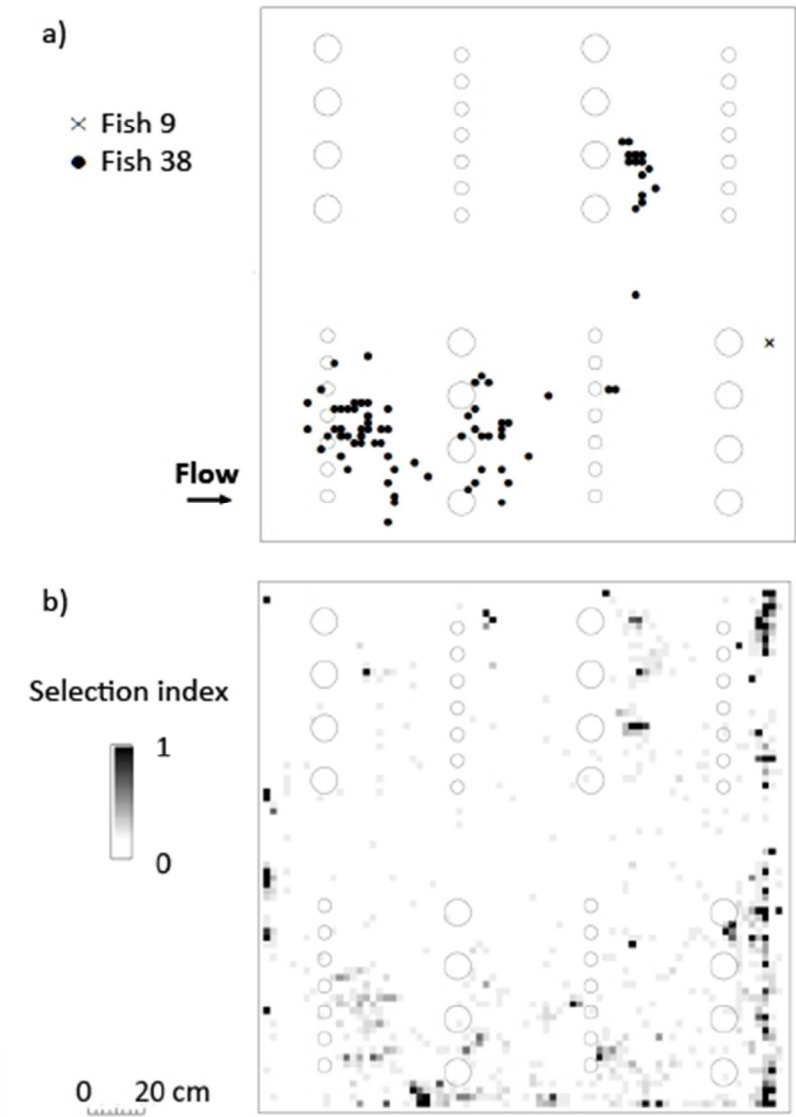 a)
× Fish 9
● Fish 38
Flow
b)
Selection index
1
0
0 20 cm